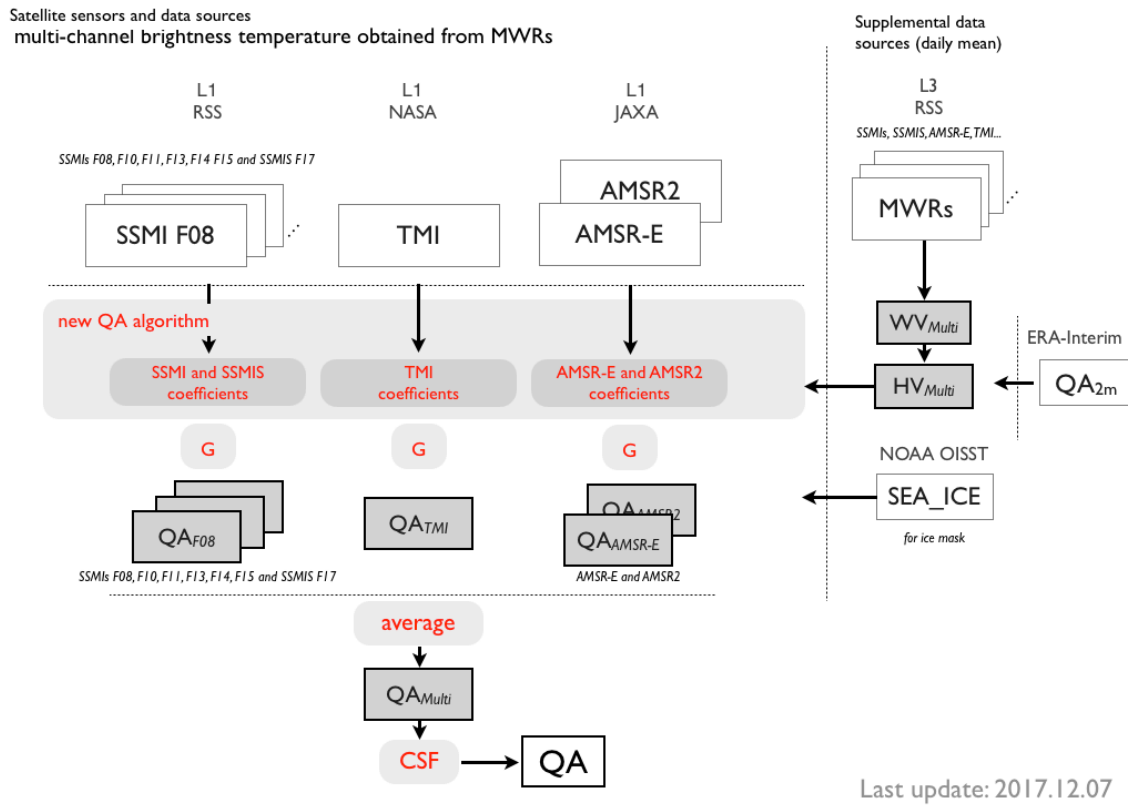 Satellite sensors and data sources
multi-channel brightness temperature obtained from MWRs
Supplemental data
sources (daily mean)
L1
RSS
L1
NASA
L1
JAXA
L3
RSS
SSMIs F08, F10, F11, F13, F14 F15 and SSMIS F17
SSMIs, SSMIS, AMSR-E, TMI...
SSMI F08
TMI
AMSR2
AMSR-E
MWRs
new QA algorithm
SSMI and SSMIS
coefficients
TMI
coefficients
AMSR-E and AMSR2
coefficients
WVMulti
HVMulti
ERA-Interim
QA2m
G
G
G
NOAA OISST
SEA_ICE
for ice mask
QAF08
QATMI
QAAMSR2
QAAMSR-E
SSMIs F08, F10, F11, F13, F14, F15 and SSMIS F17
AMSR-E and AMSR2
average
QAMulti
CSF
QA
Last update: 2017.12.07